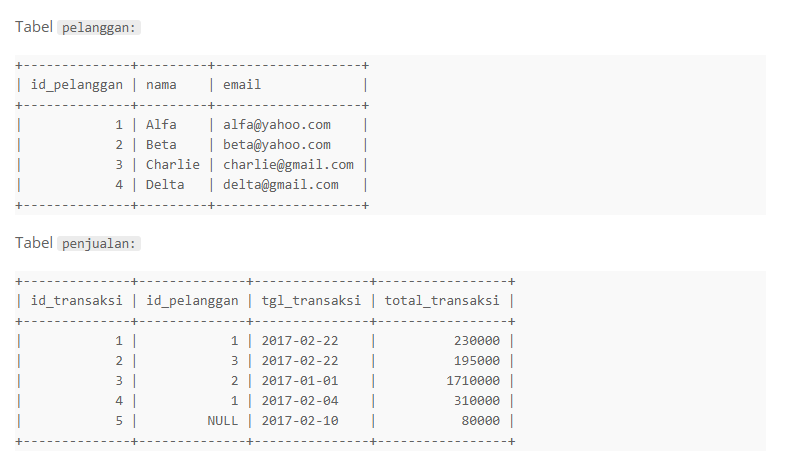 Tabel pelanggan:
+--------------+---------+------------------+
| id_pelanggan | nama    | email            |
+--------------+---------+------------------+
|            1 | Alfa    | alfa@yahoo.com   |
|            2 | Beta    | beta@yahoo.com   |
|            3 | Charlie | charlie@gmail.com |
|            4 | Delta   | delta@gmail.com  |
+--------------+---------+------------------+
Tabel penjualan:
+--------------+--------------+---------------+-----------------+
| id_transaksi | id_pelanggan | tgl_transaksi | total_transaksi |
+--------------+--------------+---------------+-----------------+
|            1 |            1 | 2017-02-22    |          230000 |
|            2 |            3 | 2017-02-22    |          195000 |
|            3 |            2 | 2017-01-01    |         1710000 |
|            4 |            1 | 2017-02-04    |          310000 |
|            5 |         NULL | 2017-02-10    |           80000 |
+--------------+--------------+---------------+-----------------+